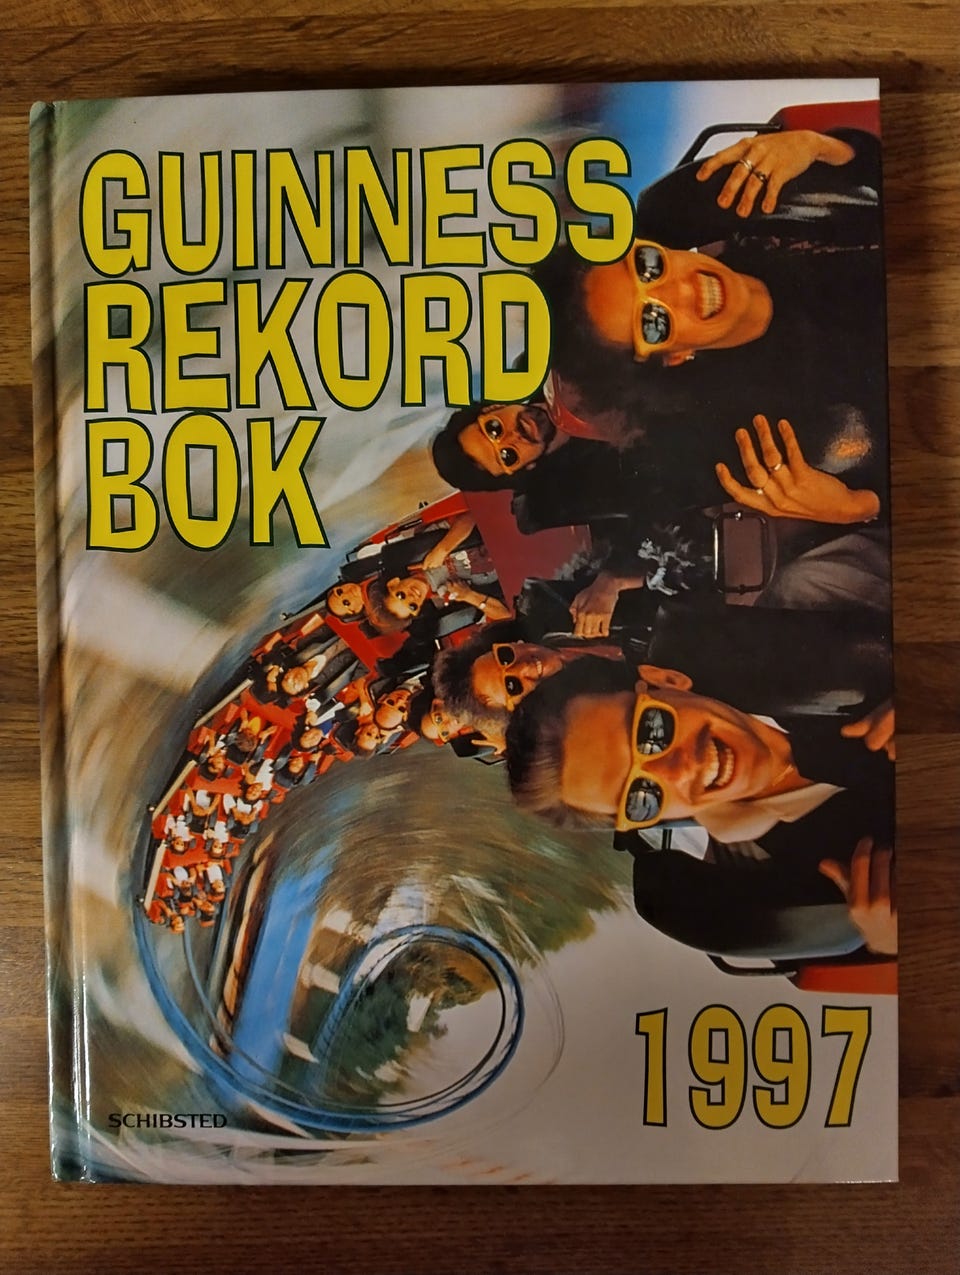 GUINNESS
REKORD
BOK
1997
SCHIBSTED